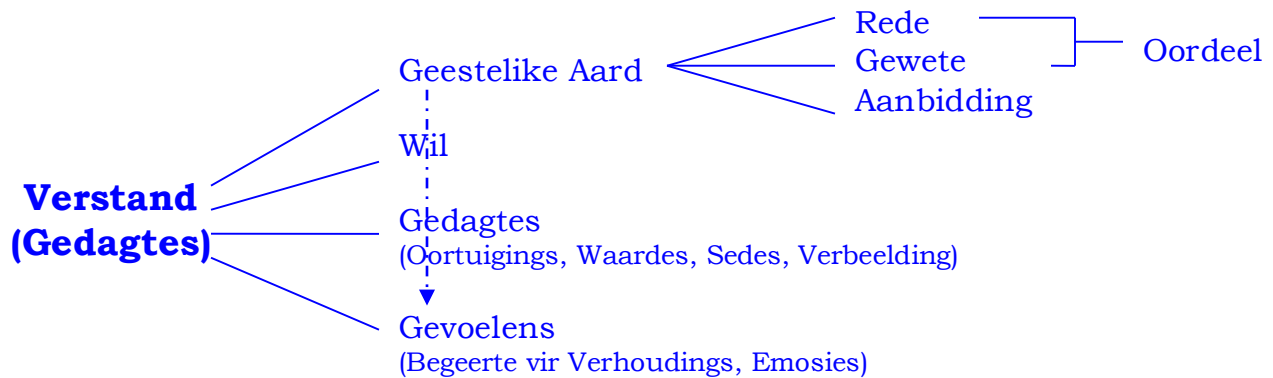 Rede
Gewete
Aanbidding
Oordeel
Geestelike Aard
Wil
Verstand
(Gedagtes)
Gedagtes
(Oortuigings, Waardes, Sedes, Verbeelding)
Gevoelens
(Begeerte vir Verhoudings, Emosies)